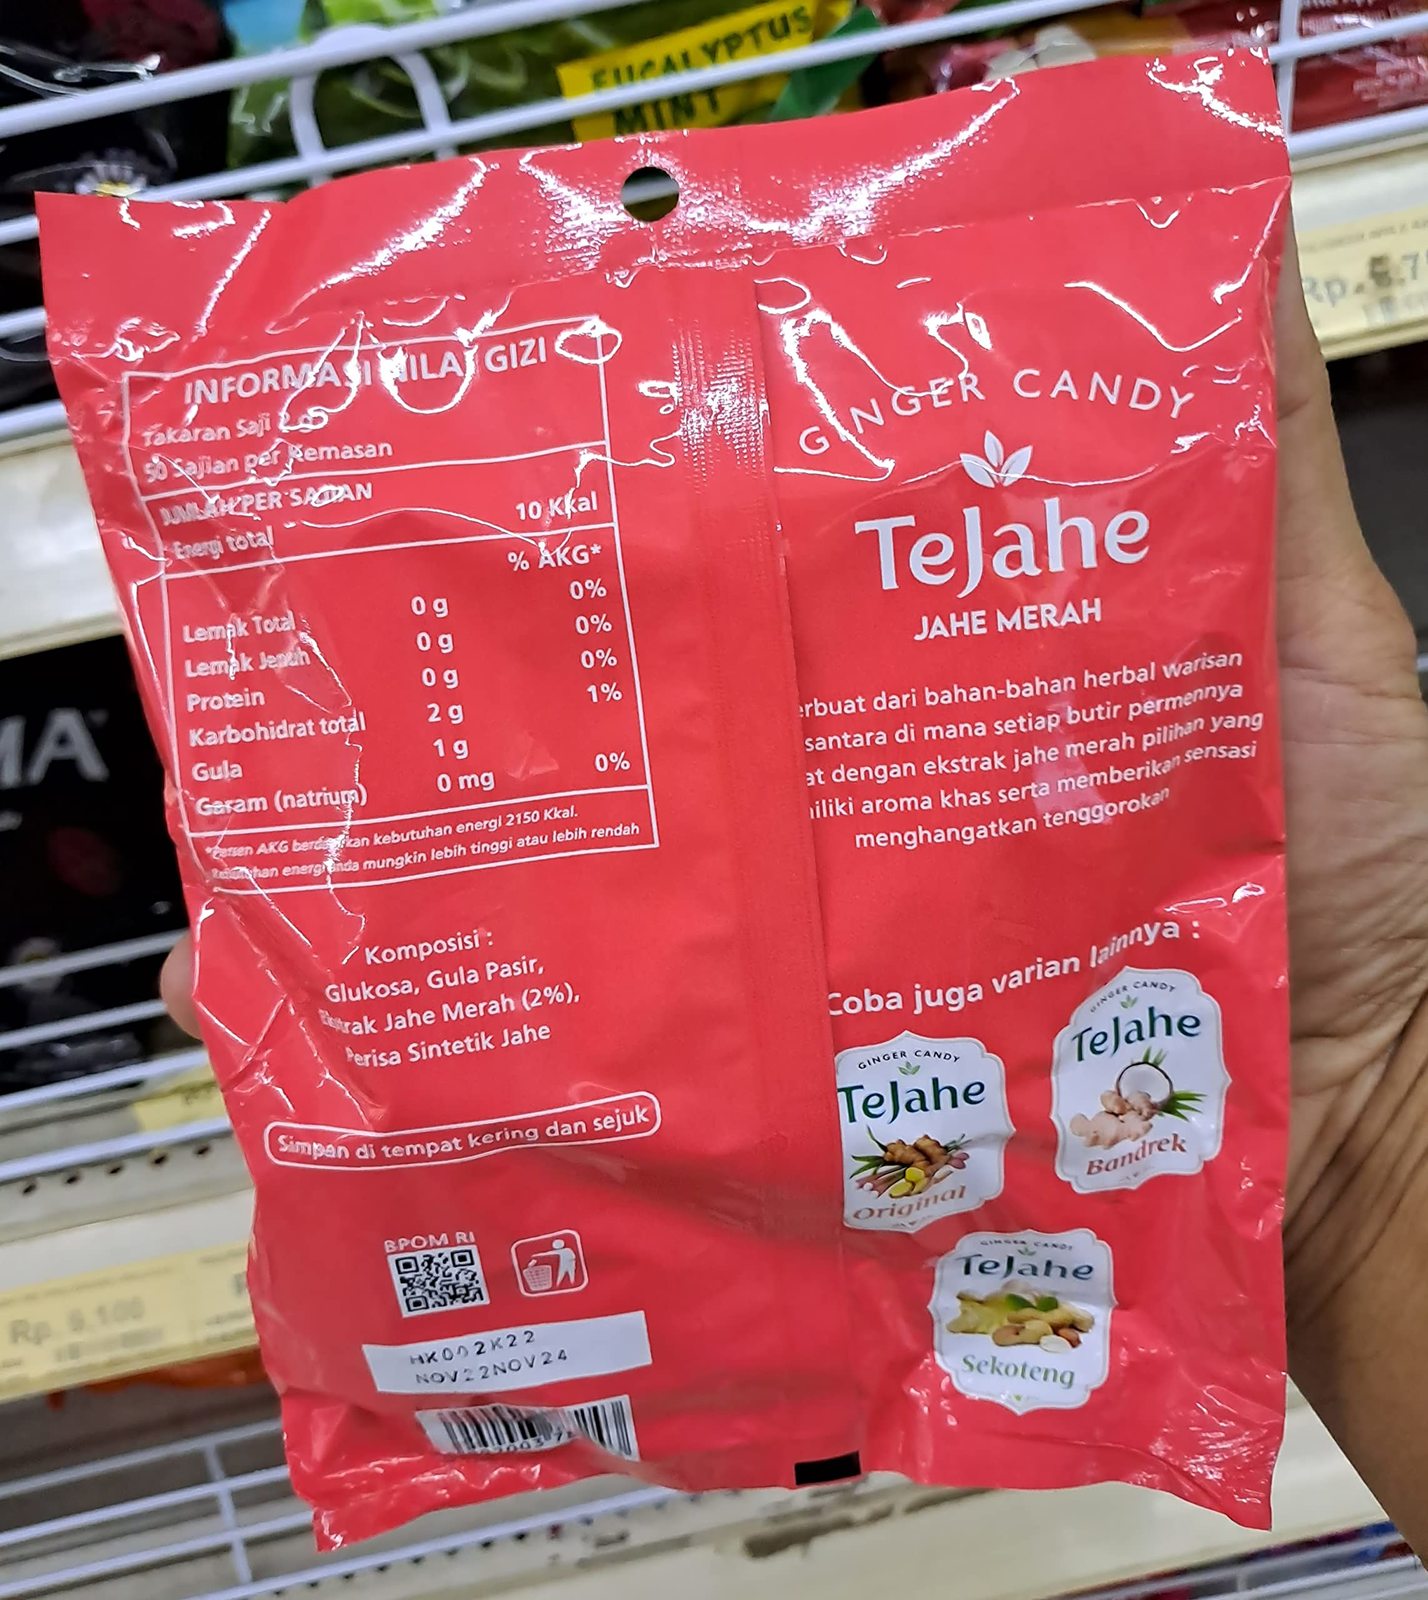 EUCALYPTUS
MINT
INFORMASI NILAI GIZI
Takaran Saji
50 Sajian per Kemasan
JUMLAH PER SAJIAN
Energi total 10 Kkal
% AKG*
Lemak Total 0 g 0%
Lemak Jenuh 0 g 0%
Protein 0 g 0%
Karbohidrat total 2 g 1%
Gula 1 g
Garam (natrium) 0 mg 0%
*Persen AKG berdasarkan kebutuhan energi 2150 Kkal.
Kebutuhan energi anda mungkin lebih tinggi atau lebih rendah
Komposisi :
Glukosa, Gula Pasir,
Ekstrak Jahe Merah (2%),
Perisa Sintetik Jahe
Simpan di tempat kering dan sejuk
BPOM RI
HK002K22
NOV22NOV24
GINGER CANDY
TeJahe
JAHE MERAH
erbuat dari bahan-bahan herbal warisan
santara di mana setiap butir permennya
at dengan ekstrak jahe merah pilihan yang
iliki aroma khas serta memberikan sensasi
menghangatkan tenggorokan
Coba juga varian lainnya :
GINGER CANDY
TeJahe
Original
GINGER CANDY
TeJahe
Bandrek
GINGER CANDY
TeJahe
Sekoteng
MA
Rp. 9.100